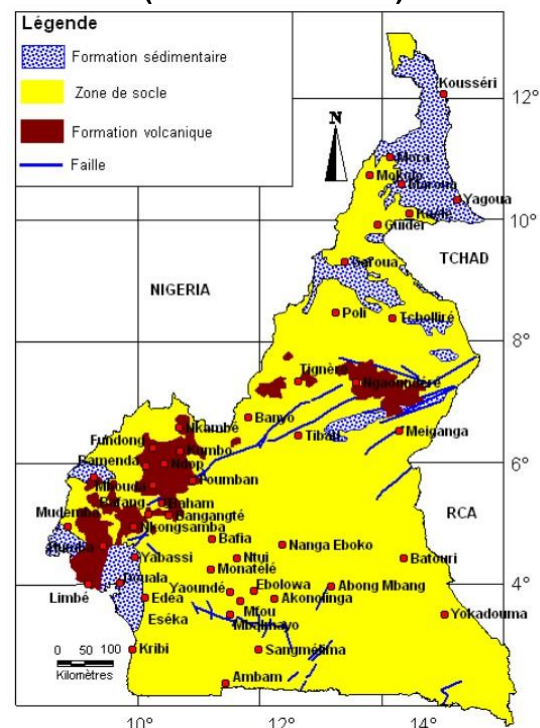 Légende
Formation sédimentaire
Zone de socle
Formation volcanique
Faille
N
Kousséri
12°
Mora
Mokolo
Maroua
Yagoua
Kaélé
10°
Guider
Garoua
TCHAD
NIGERIA
Poli
Tcholliré
8°
Tignère
Ngaoundéré
Nkambé
Banyo
Fundong
Kumbo
Tibati
Meiganga
Bamenda
Ndop
6°
Mbouda
Foumban
Bafang
Baham
RCA
Mudemba
Bangangté
Nkongsamba
Bafia
Nanga Eboko
Kumba
Yabassi
Ntui
Batouri
Monatélé
Douala
Yaoundé
Ebolowa
Abong Mbang
4°
Limbé
Edéa
Akonolinga
Mfou
Yokadouma
Eséka
Mbalmayo
0 50 100
Kilomètres
Kribi
Sangmélima
Ambam
10°
12°
14°